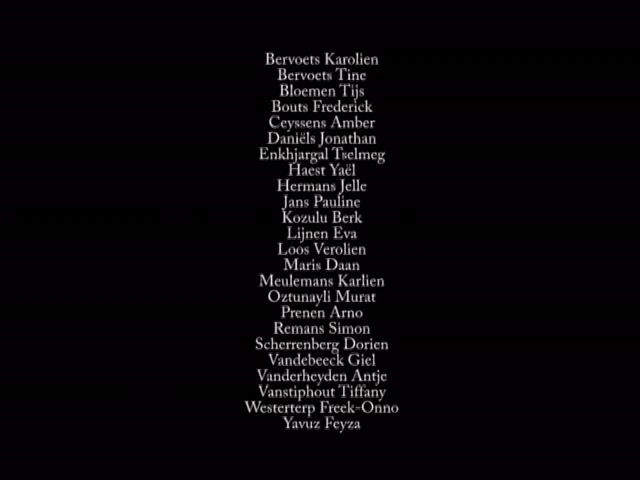 Bervoets Karolien
Bervoets Tine
Bloemen Tijs
Bouts Frederick
Ceyssens Amber
Daniëls Jonathan
Enkhjargal Tselmeg
Haest Yaël
Hermans Jelle
Jans Pauline
Kozulu Berk
Lijnen Eva
Loos Verolien
Maris Daan
Meulemans Karlien
Oztunayli Murat
Prenen Arno
Remans Simon
Scherrenberg Dorien
Vandebeeck Giel
Vanderheyden Antje
Vanstiphout Tiffany
Westerterp Freek-Onno
Yavuz Feyza